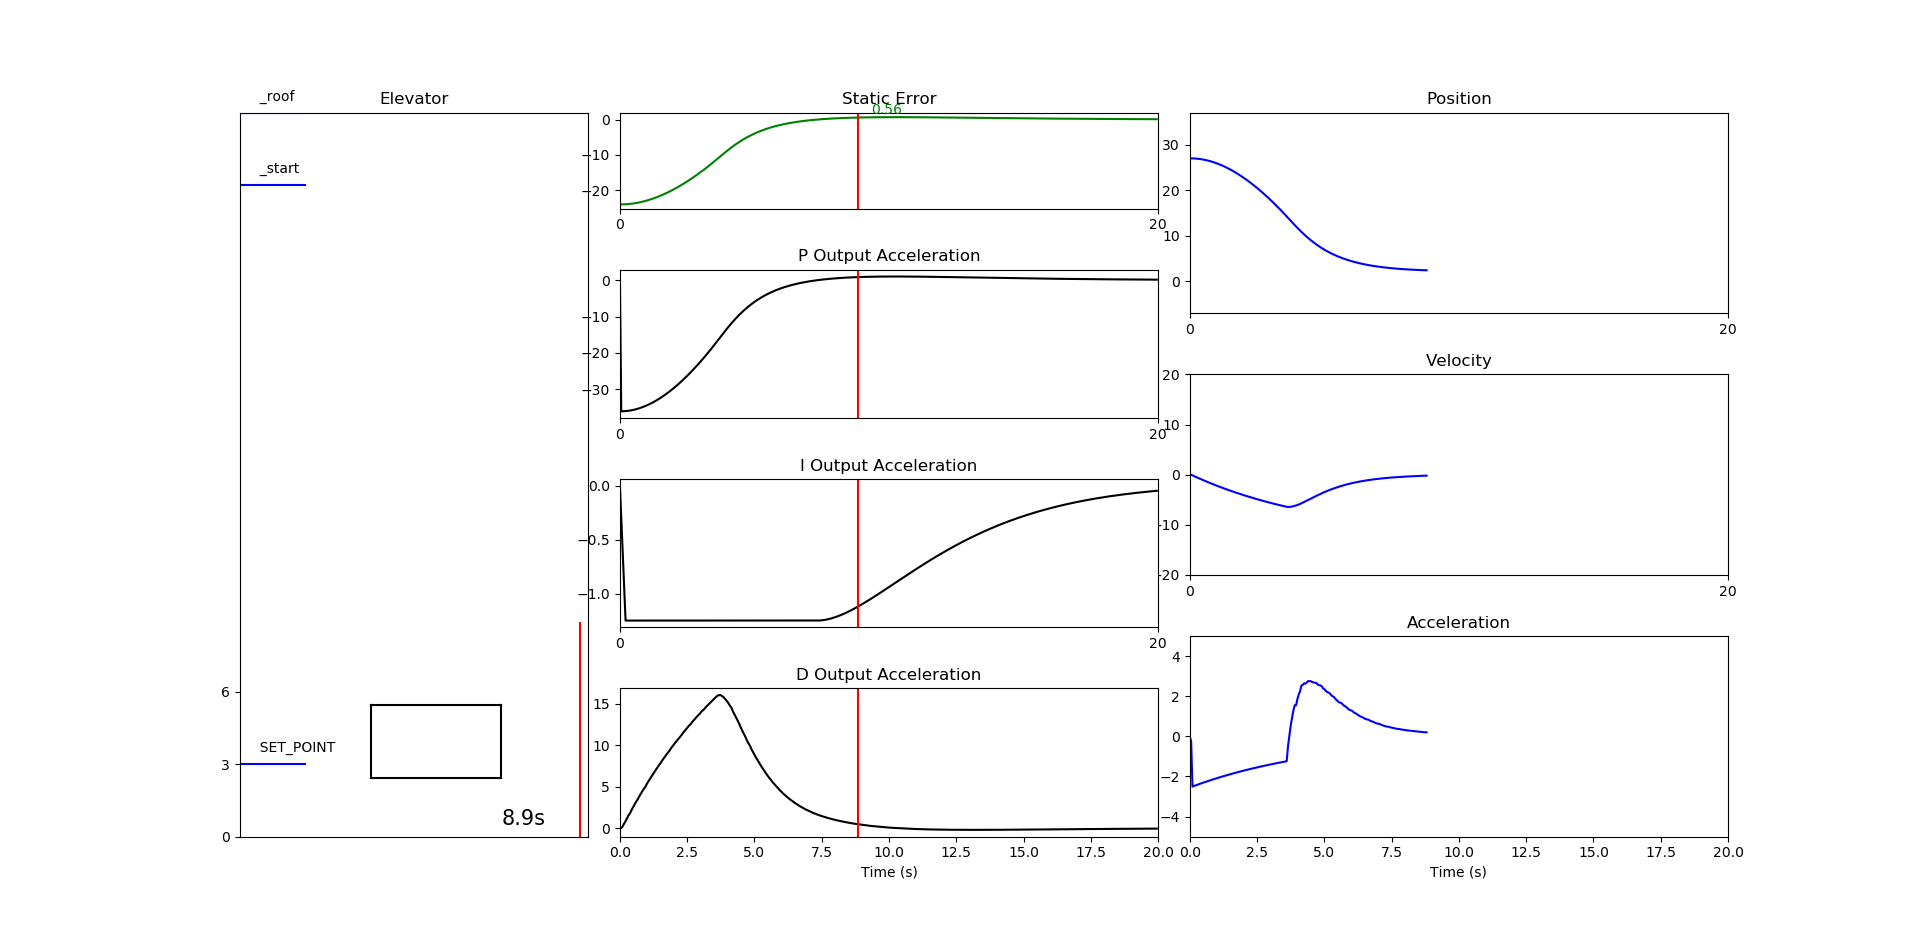 _roof
Elevator
_start
6
SET_POINT
3
8.9s
0
Static Error
0.56
0
−10
−20
0
20
P Output Acceleration
0
−10
−20
−30
0
20
I Output Acceleration
0.0
−0.5
−1.0
0
20
D Output Acceleration
15
10
5
0
0.0 2.5 5.0 7.5 10.0 12.5 15.0 17.5 20.0
Time (s)
Position
30
20
10
0
0
20
Velocity
20
10
0
-10
-20
0
20
Acceleration
4
2
0
−2
−4
0.0 2.5 5.0 7.5 10.0 12.5 15.0 17.5 20.0
Time (s)